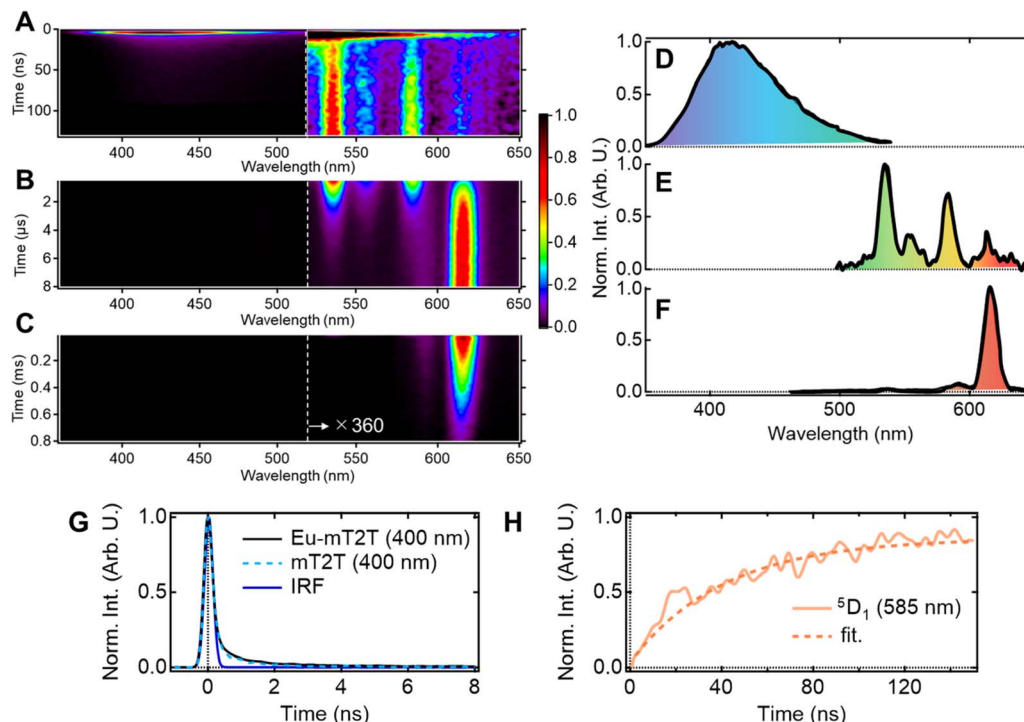 A
0
50
100
Time (ns)
400 450 500 550 600 650
Wavelength (nm)
B
2
4
6
8
Time (µs)
400 450 500 550 600 650
Wavelength (nm)
C
0.2
0.4
0.6
0.8
Time (ms)
→ × 360
400 450 500 550 600 650
Wavelength (nm)
1.0
0.8
0.6
0.4
0.2
0.0
Norm. Int. (Arb. U.)
D
1.0
0.5
0.0
E
1.0
0.5
0.0
F
1.0
0.5
0.0
400 500 600
Wavelength (nm)
G
Norm. Int. (Arb. U.)
1.0
0.5
0.0
Eu-mT2T (400 nm)
mT2T (400 nm)
IRF
0 2 4 6 8
Time (ns)
H
Norm. Int. (Arb. U.)
1.0
0.5
0.0
⁵D₁ (585 nm)
fit.
0 40 80 120
Time (ns)